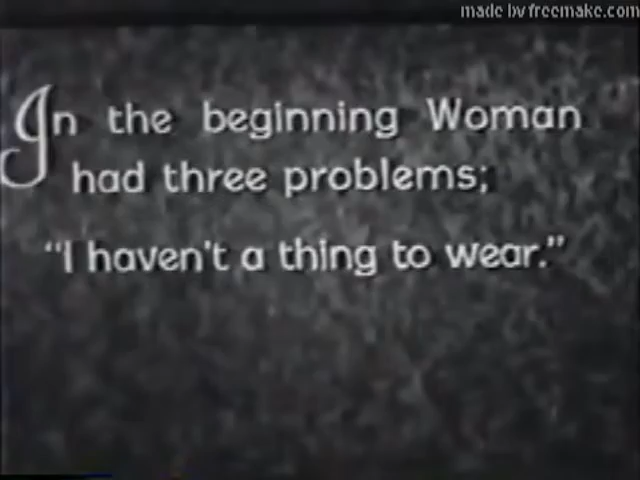 made by freemake.com
In the beginning Woman
had three problems;
"I haven't a thing to wear."